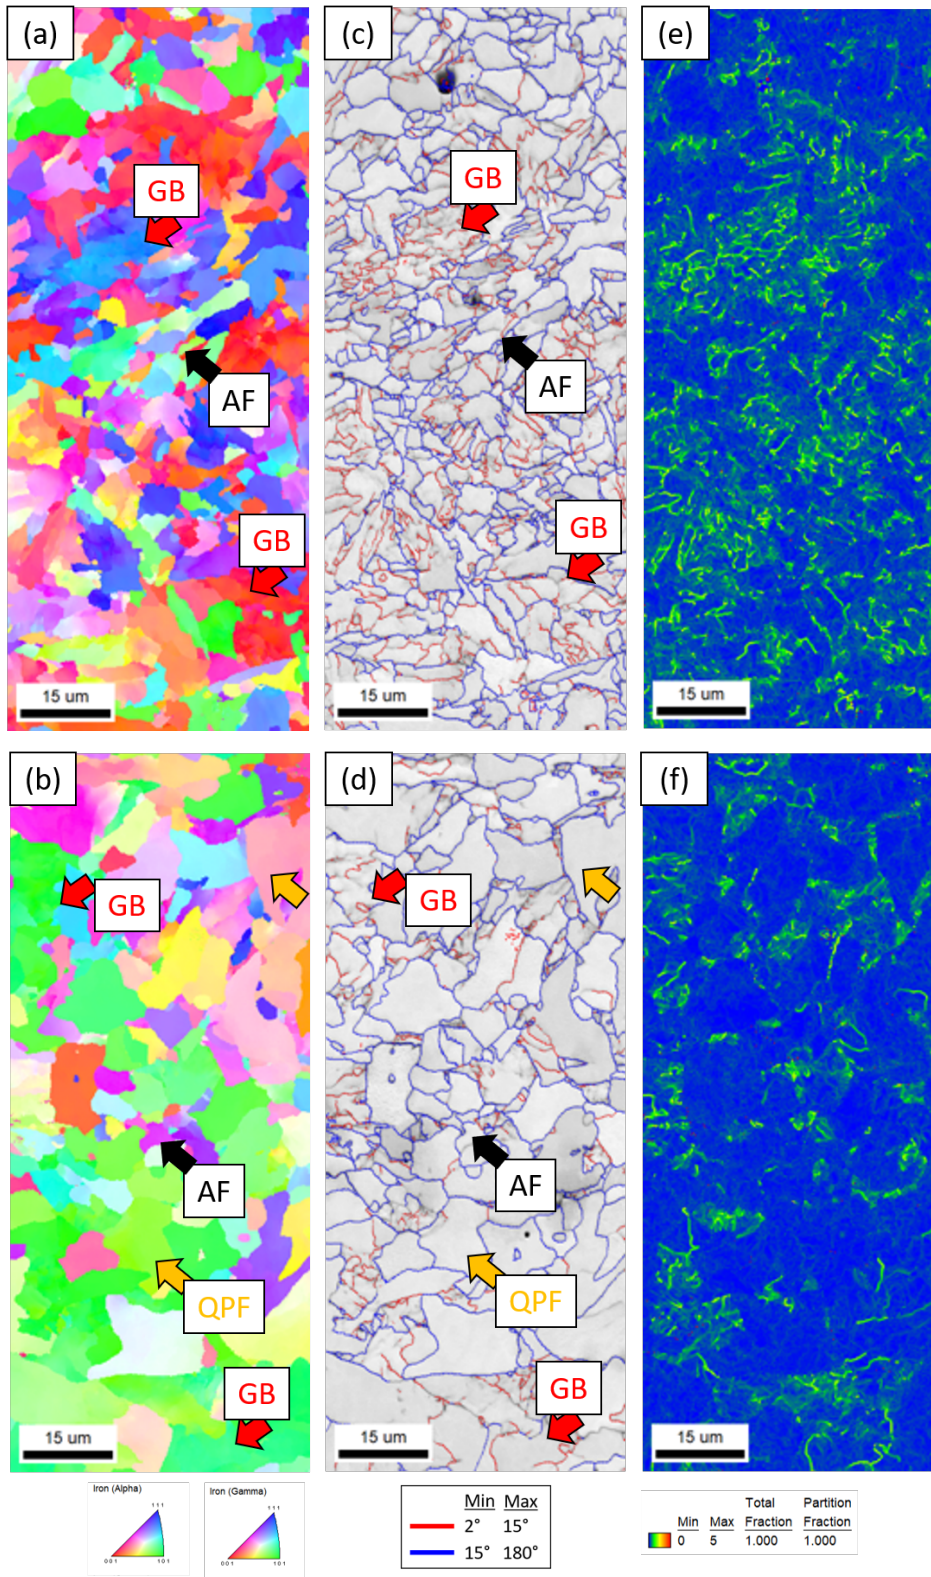 (a)
(c)
(e)
GB
GB
AF
AF
GB
GB
15 um
15 um
15 um
(b)
(d)
(f)
GB
GB
AF
AF
QPF
QPF
GB
GB
15 um
15 um
15 um
Iron (Alpha)
111
001
101
Iron (Gamma)
111
001
101
Min Max
2° 15°
15° 180°
Total Partition
Min Max Fraction Fraction
0 5 1.000 1.000